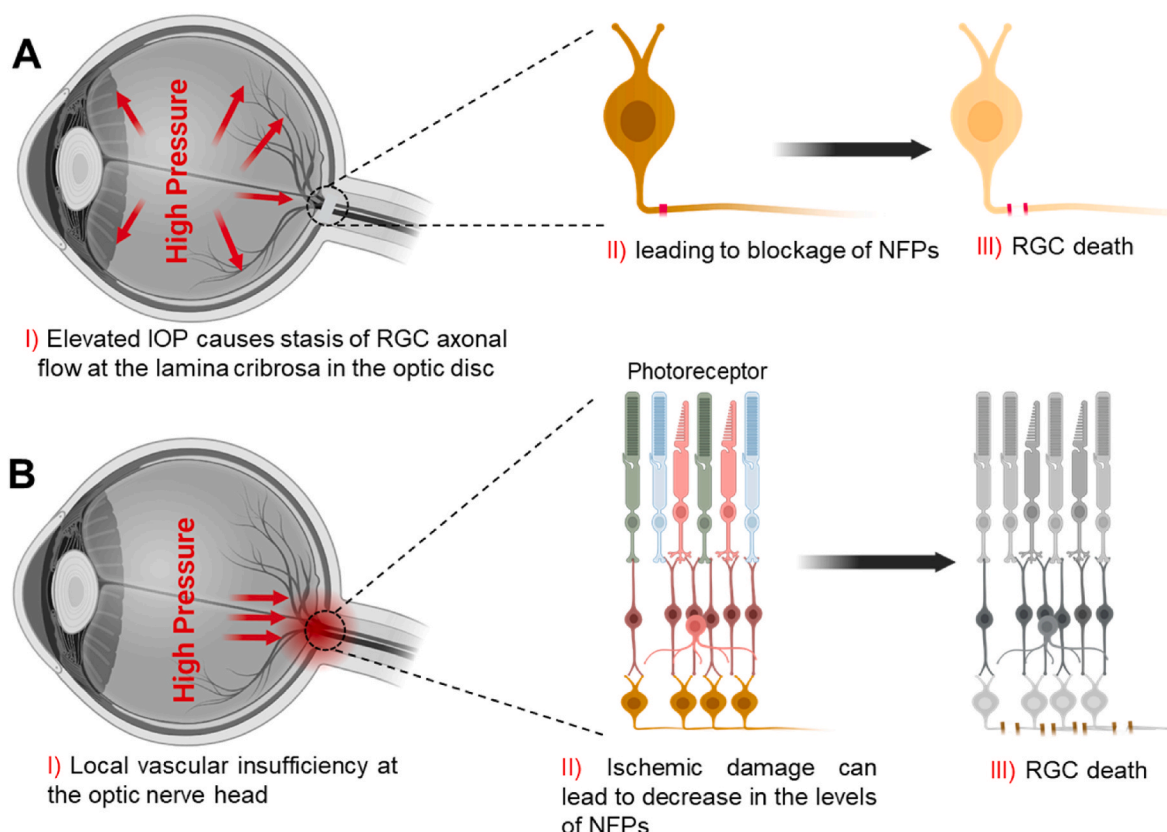 A
High Pressure
I) Elevated IOP causes stasis of RGC axonal
flow at the lamina cribrosa in the optic disc
II) leading to blockage of NFPs
III) RGC death
B
High Pressure
I) Local vascular insufficiency at
the optic nerve head
Photoreceptor
II) Ischemic damage can
lead to decrease in the levels
of NFPs
III) RGC death